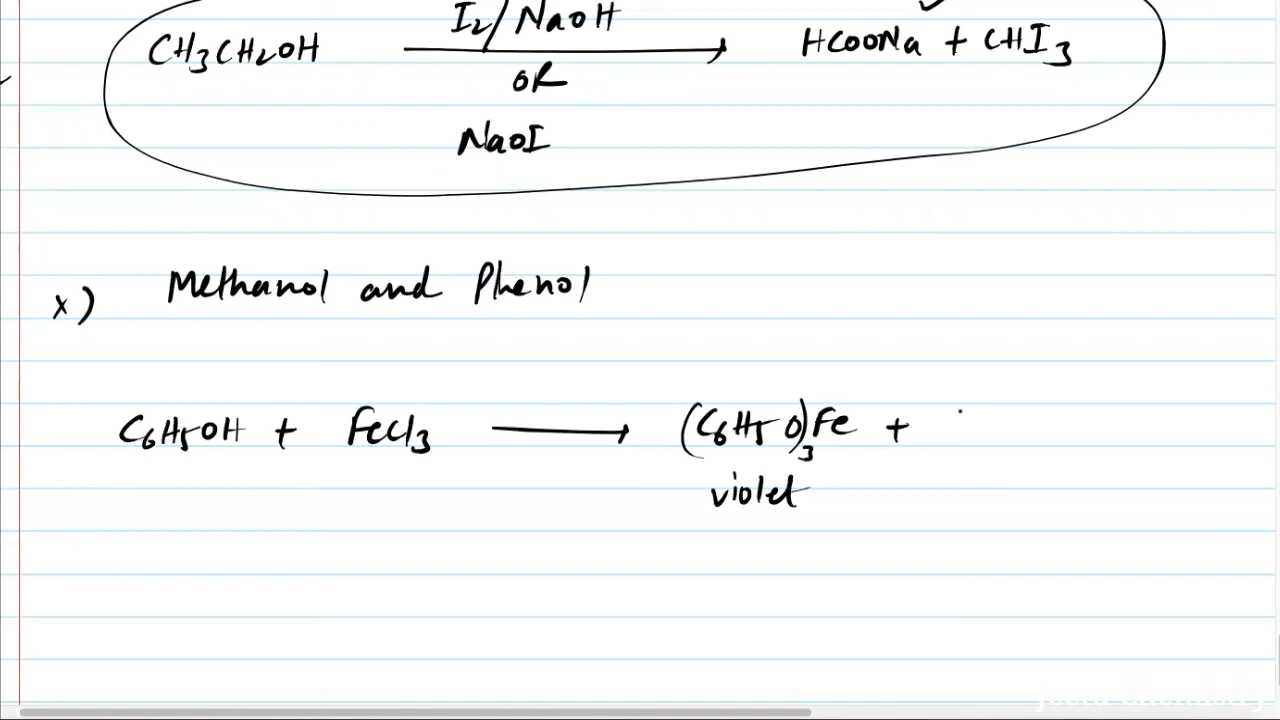 I2/NaOH
CH3CH2OH ⟶ HCOONa + CHI3
OR
NaOI
x) Methanol and Phenol
C6H5OH + FeCl3 ⟶ (C6H5O)3Fe +
violet